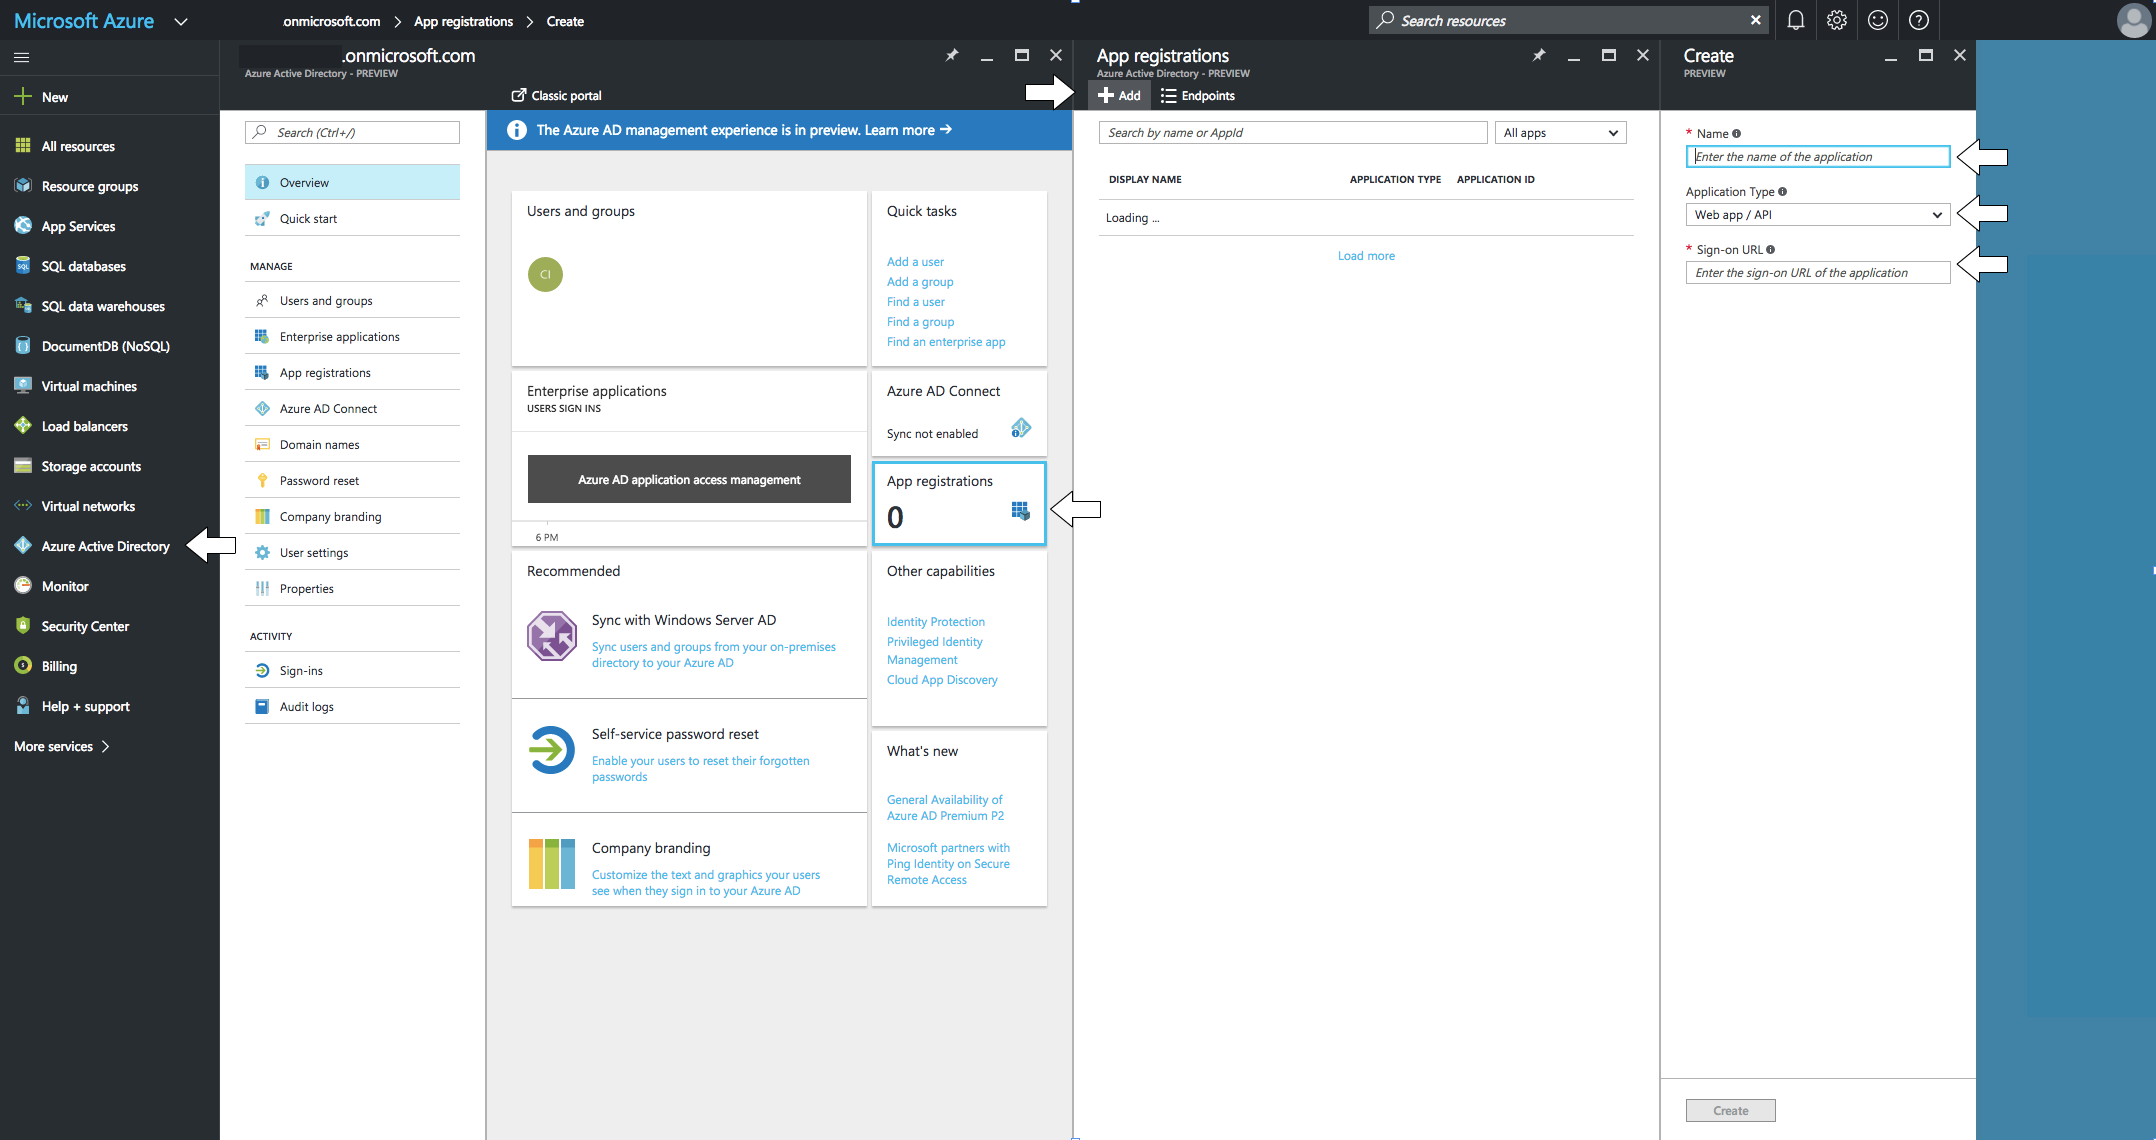 Microsoft Azure
.onmicrosoft.com > App registrations > Create
Search resources
New
All resources
Resource groups
App Services
SQL databases
SQL data warehouses
DocumentDB (NoSQL)
Virtual machines
Load balancers
Storage accounts
Virtual networks
Azure Active Directory
Monitor
Security Center
Billing
Help + support
More services >
.onmicrosoft.com
Azure Active Directory - PREVIEW
Classic portal
Search (Ctrl+/)
Overview
Quick start
MANAGE
Users and groups
Enterprise applications
App registrations
Azure AD Connect
Domain names
Password reset
Company branding
User settings
Properties
ACTIVITY
Sign-ins
Audit logs
The Azure AD management experience is in preview. Learn more →
Users and groups
CI
Quick tasks
Add a user
Add a group
Find a user
Find a group
Find an enterprise app
Enterprise applications
USERS SIGN INS
Azure AD application access management
6 PM
Azure AD Connect
Sync not enabled
App registrations
0
Recommended
Sync with Windows Server AD
Sync users and groups from your on-premises
directory to your Azure AD
Self-service password reset
Enable your users to reset their forgotten
passwords
Company branding
Customize the text and graphics your users
see when they sign in to your Azure AD
Other capabilities
Identity Protection
Privileged Identity
Management
Cloud App Discovery
What's new
General Availability of
Azure AD Premium P2
Microsoft partners with
Ping Identity on Secure
Remote Access
App registrations
Azure Active Directory - PREVIEW
Add
Endpoints
Search by name or AppId
All apps
DISPLAY NAME APPLICATION TYPE APPLICATION ID
Loading ...
Load more
Create
PREVIEW
* Name
Enter the name of the application
Application Type
Web app / API
* Sign-on URL
Enter the sign-on URL of the application
Create